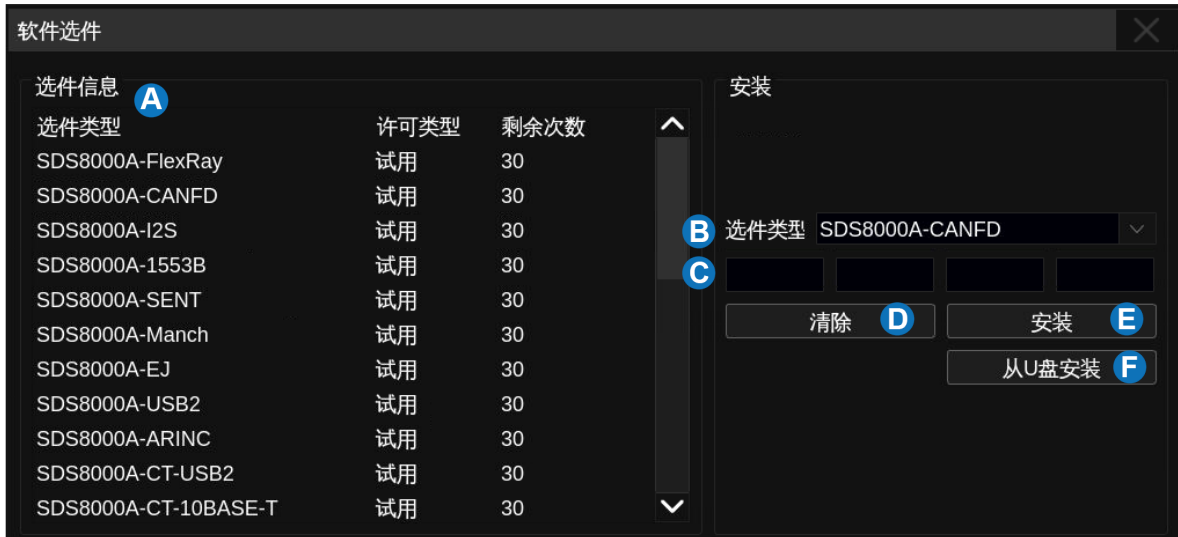 软件选件
选件信息 A
选件类型 许可类型 剩余次数
SDS8000A-FlexRay 试用 30
SDS8000A-CANFD 试用 30
SDS8000A-I2S 试用 30
SDS8000A-1553B 试用 30
SDS8000A-SENT 试用 30
SDS8000A-Manch 试用 30
SDS8000A-EJ 试用 30
SDS8000A-USB2 试用 30
SDS8000A-ARINC 试用 30
SDS8000A-CT-USB2 试用 30
SDS8000A-CT-10BASE-T 试用 30
安装
B 选件类型 SDS8000A-CANFD
C
清除 D 安装 E
从U盘安装 F